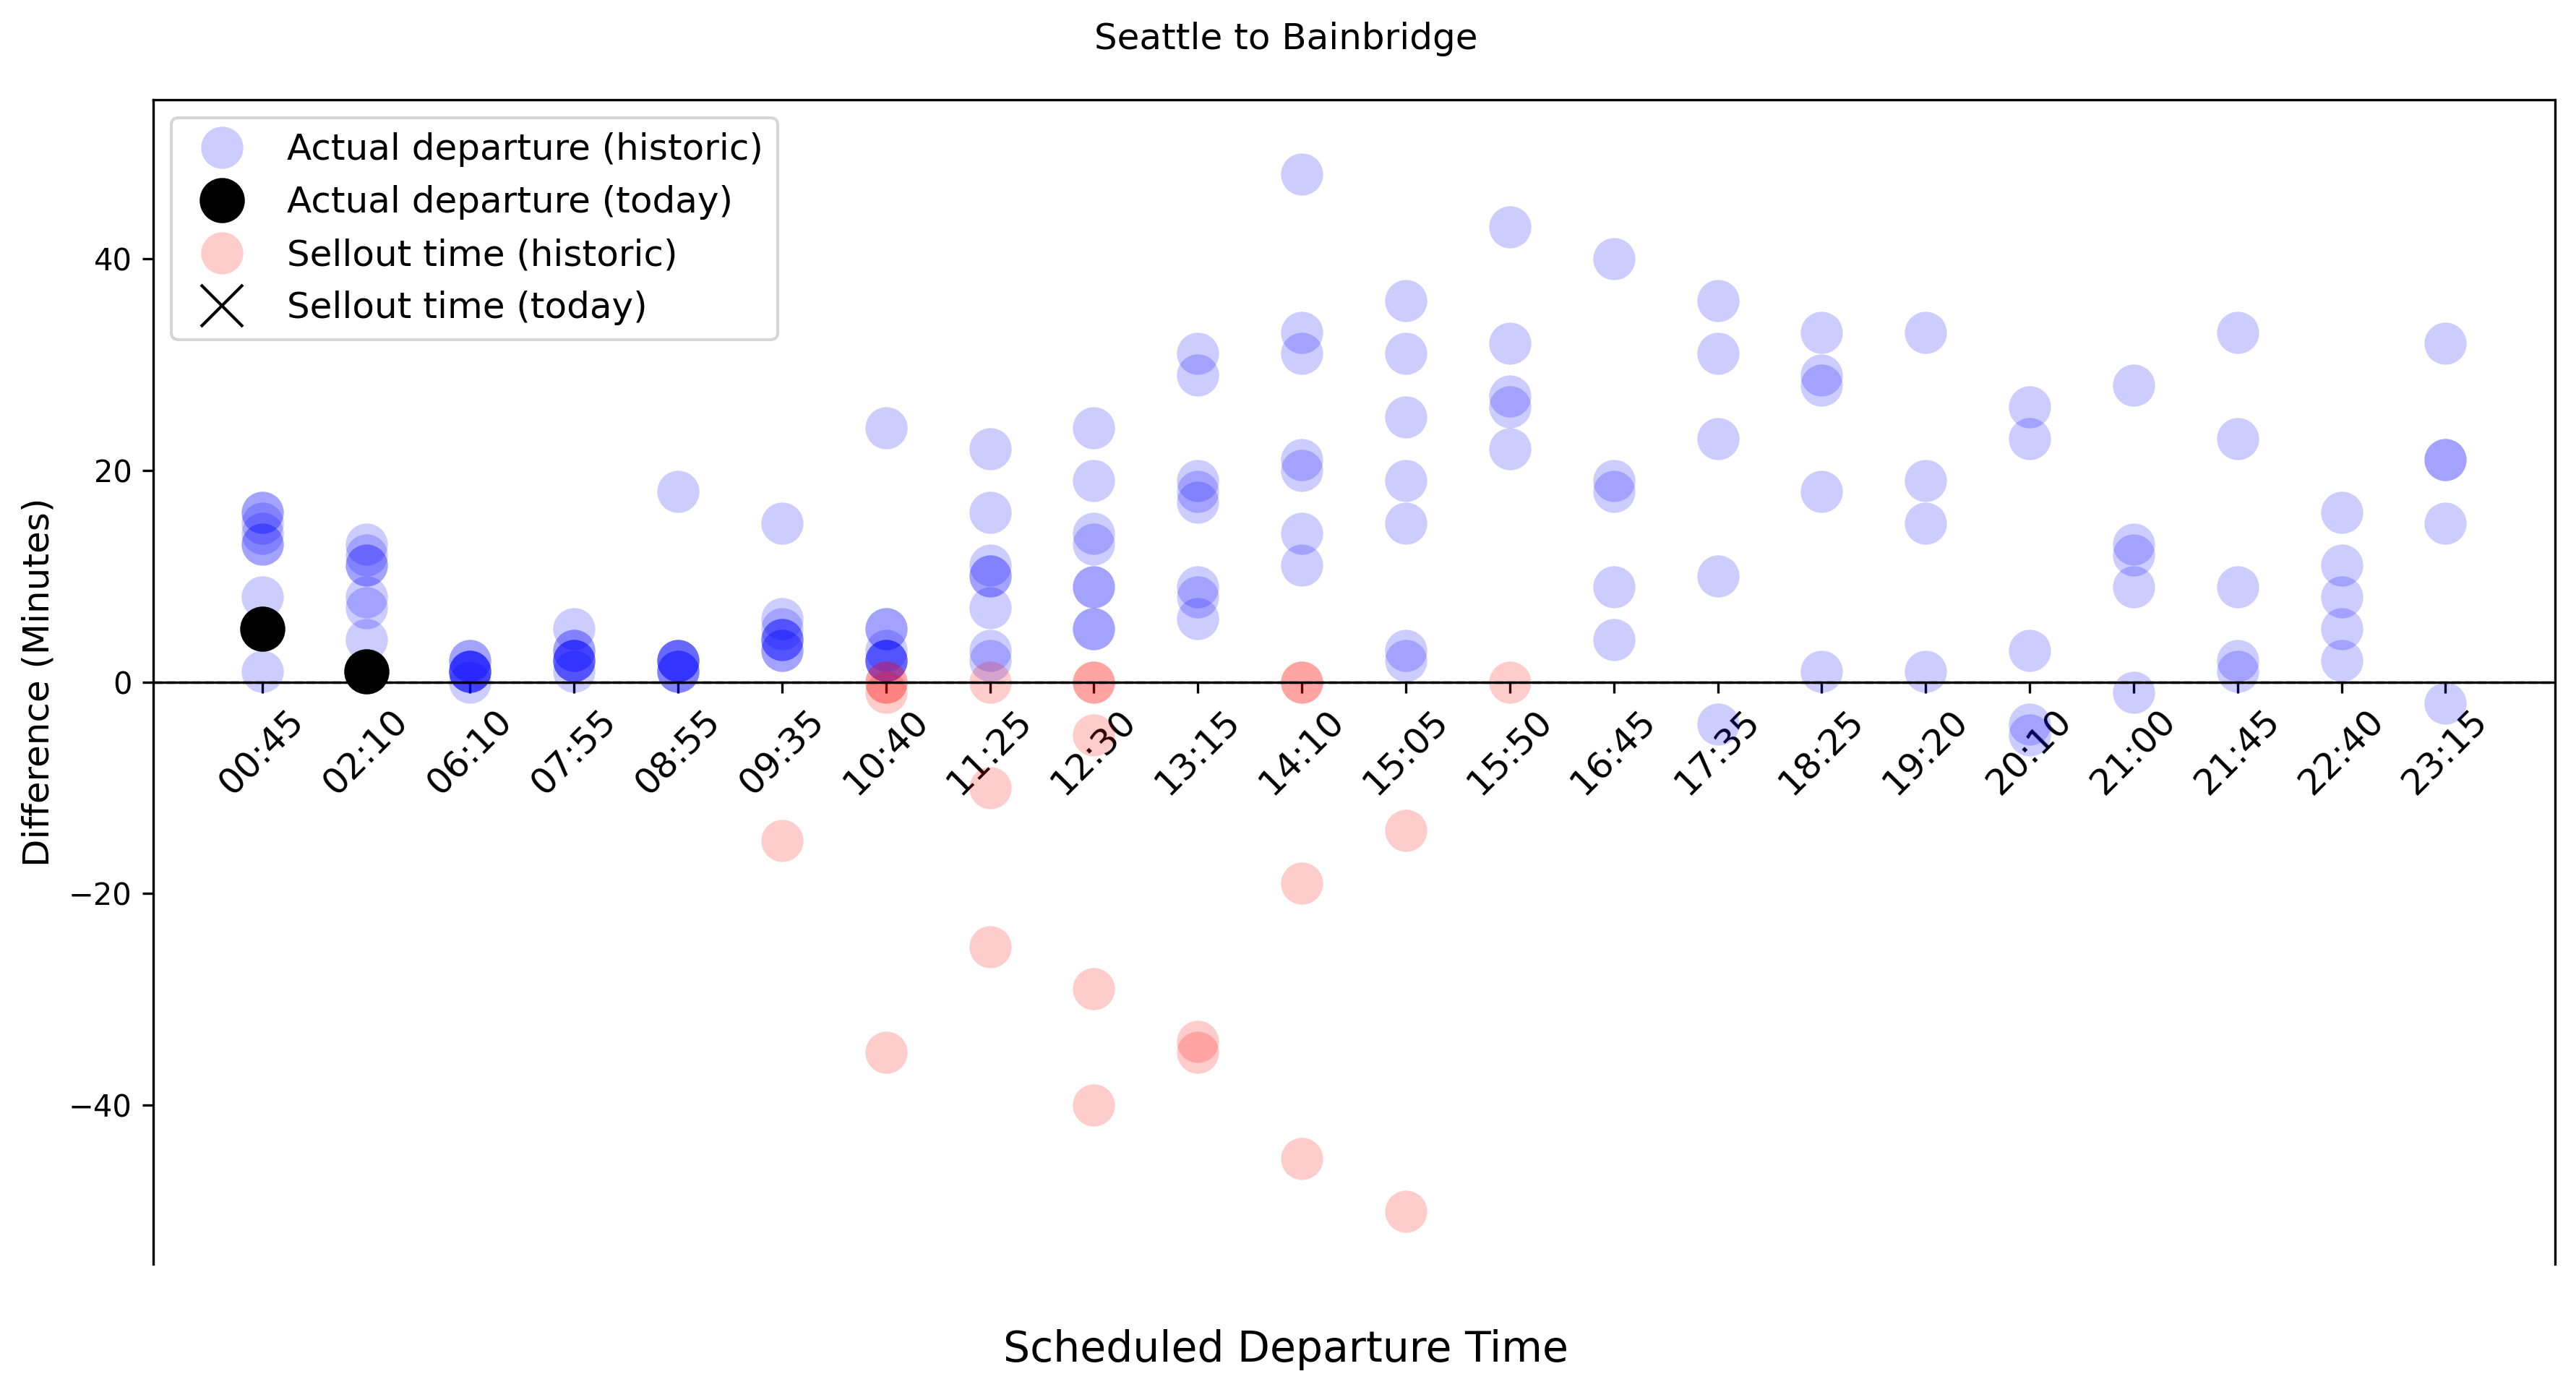 Seattle to Bainbridge
Actual departure (historic)
Actual departure (today)
Sellout time (historic)
Sellout time (today)
Difference (Minutes)
40
20
0
−20
−40
00:45 02:10 06:10 07:55 08:55 09:35 10:40 11:25 12:30 13:15 14:10 15:05 15:50 16:45 17:35 18:25 19:20 20:10 21:00 21:45 22:40 23:15
Scheduled Departure Time